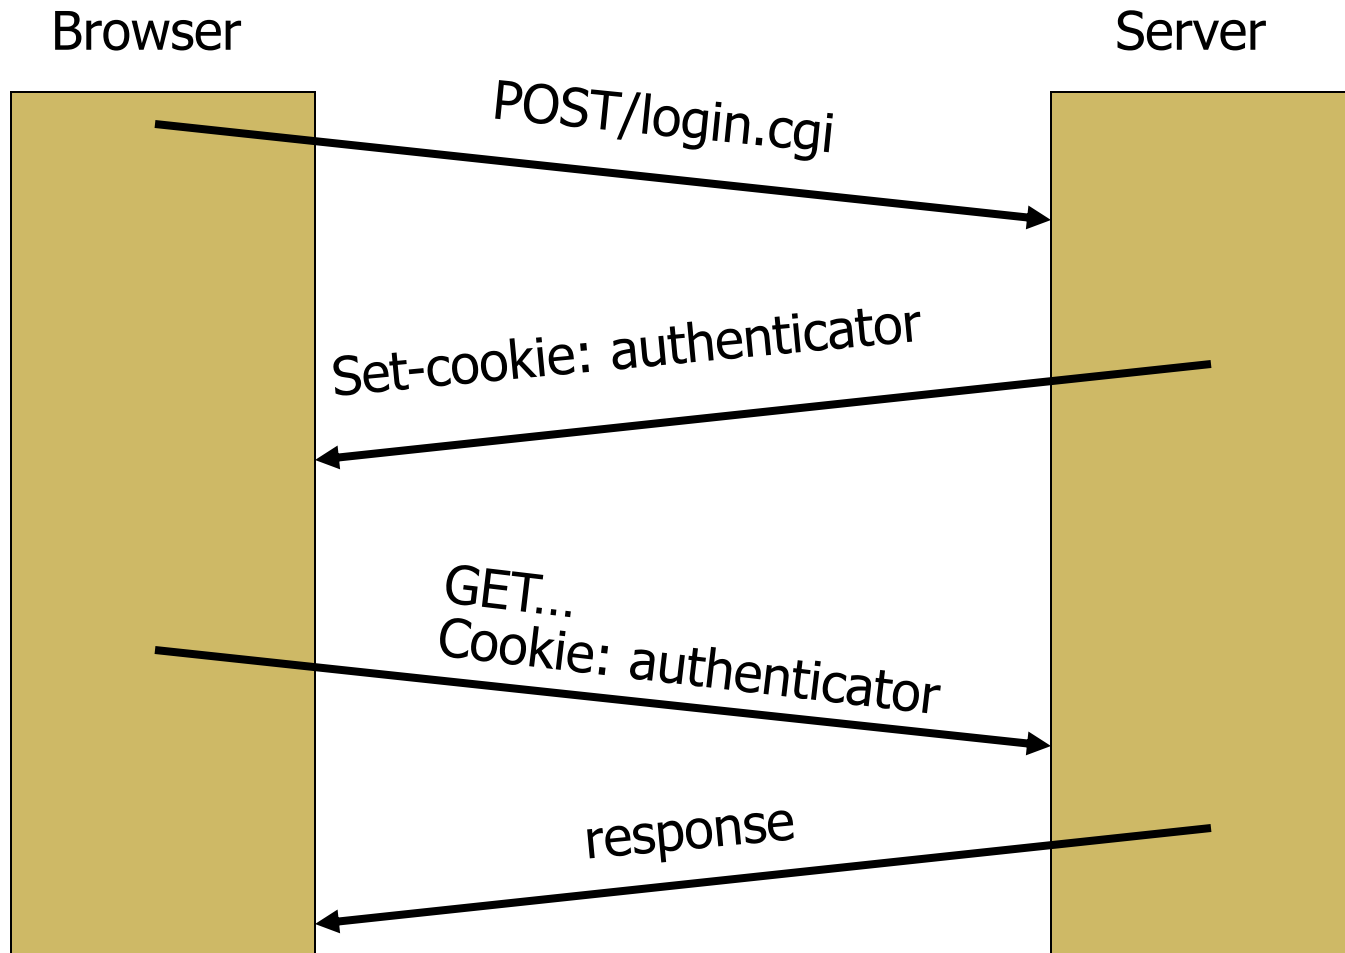 Browser
Server
POST/login.cgi
Set-cookie: authenticator
GET...
Cookie: authenticator
response